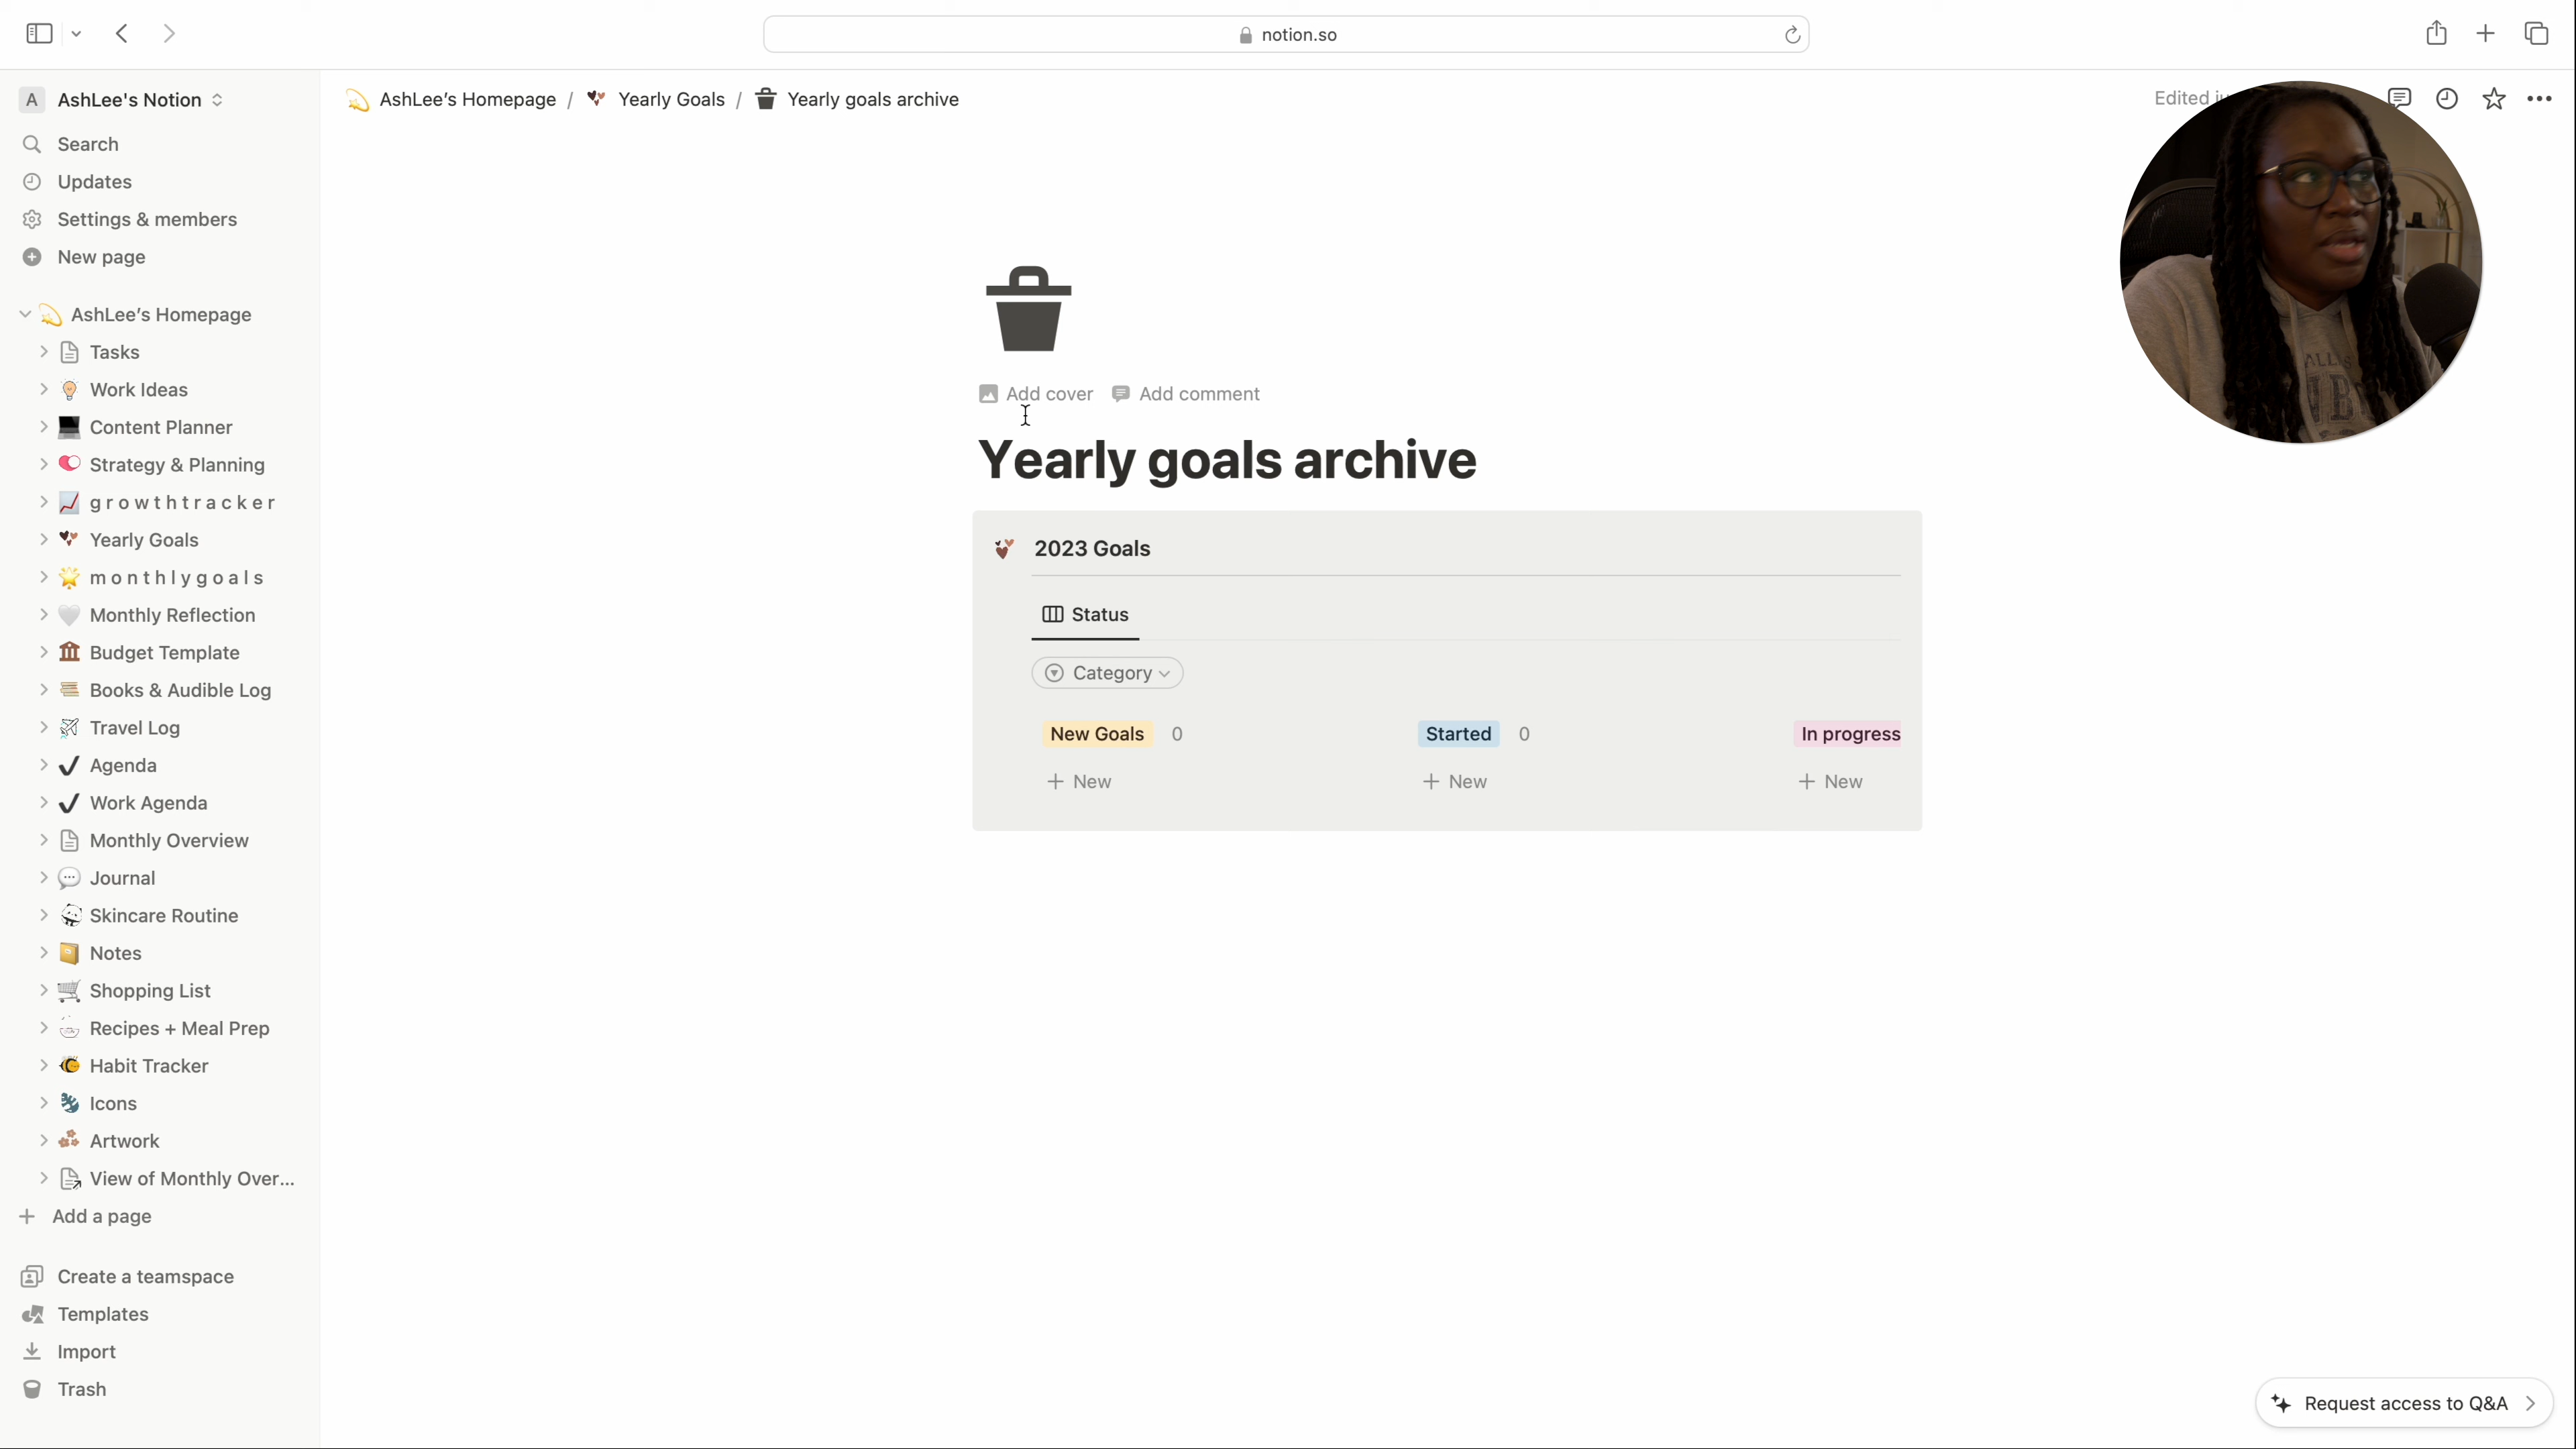 notion.so
AshLee's Notion
Search
Updates
Settings & members
New page
AshLee’s Homepage
Tasks
Work Ideas
Content Planner
Strategy & Planning
g r o w t h t r a c k e r
Yearly Goals
m o n t h l y g o a l s
Monthly Reflection
Budget Template
Books & Audible Log
Travel Log
Agenda
Work Agenda
Monthly Overview
Journal
Skincare Routine
Notes
Shopping List
Recipes + Meal Prep
Habit Tracker
Icons
Artwork
View of Monthly Over...
Add a page
Create a teamspace
Templates
Import
Trash
AshLee’s Homepage / Yearly Goals / Yearly goals archive
Edited
Add cover Add comment
Yearly goals archive
2023 Goals
Status
Category
New Goals 0 Started 0 In progress
New New New
Request access to Q&A